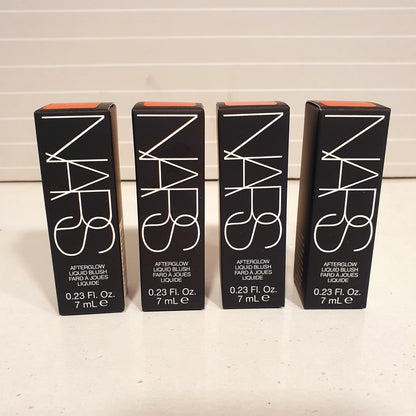 NARS
AFTERGLOW
LIQUID BLUSH
FARD À JOUES
LIQUIDE
0.23 Fl. Oz.
7 mL e
NARS
AFTERGLOW
LIQUID BLUSH
FARD À JOUES
LIQUIDE
0.23 Fl. Oz.
7 mL e
NARS
AFTERGLOW
LIQUID BLUSH
FARD À JOUES
LIQUIDE
0.23 Fl. Oz.
7 mL e
NARS
AFTERGLOW
LIQUID BLUSH
FARD À JOUES
LIQUIDE
0.23 Fl. Oz.
7 mL e